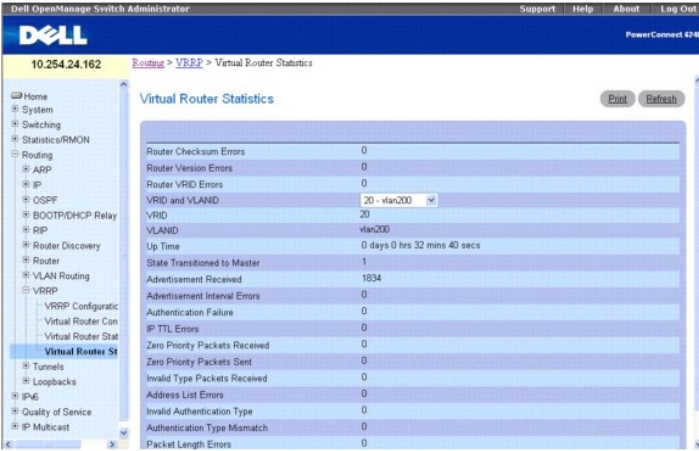 Dell OpenManage Switch Administrator Support Help About Log Out
DELL
PowerConnect 624
10.254.24.162
Routing > VRRP > Virtual Router Statistics
Home
System
Switching
Statistics/RMON
Routing
ARP
IP
OSPF
BOOTP/DHCP Relay
RIP
Router Discovery
Router
VLAN Routing
VRRP
VRRP Configuratic
Virtual Router Con
Virtual Router Stat
Virtual Router St
Tunnels
Loopbacks
IPv6
Quality of Service
IP Multicast
Virtual Router Statistics
Print Refresh
Router Checksum Errors 0
Router Version Errors 0
Router VRID Errors 0
VRID and VLANID 20 - vlan200
VRID 20
VLANID vlan200
Up Time 0 days 0 hrs 32 mins 40 secs
State Transitioned to Master 1
Advertisement Received 1834
Advertisement Interval Errors 0
Authentication Failure 0
IP TTL Errors 0
Zero Priority Packets Received 0
Zero Priority Packets Sent 0
Invalid Type Packets Received 0
Address List Errors 0
Invalid Authentication Type 0
Authentication Type Mismatch 0
Packet Length Errors 0